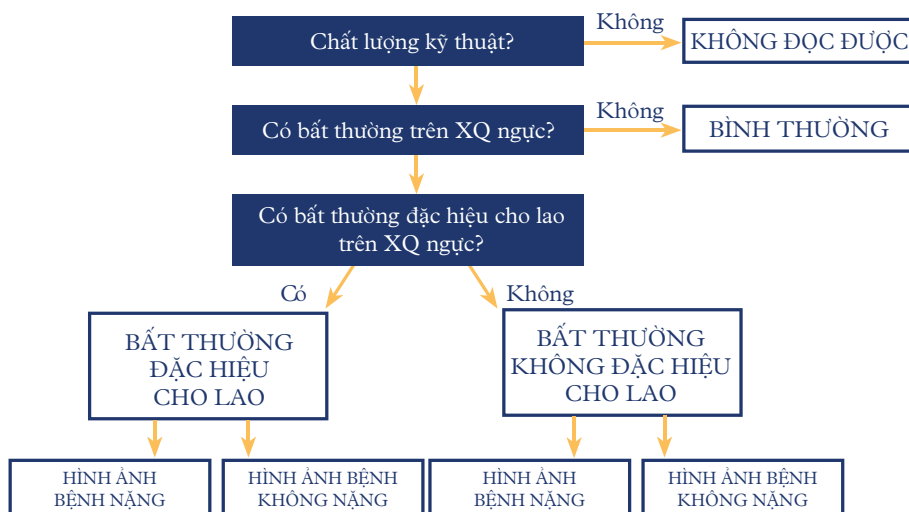 Chất lượng kỹ thuật?
Không
KHÔNG ĐỌC ĐƯỢC
Có bất thường trên XQ ngực?
Không
BÌNH THƯỜNG
Có bất thường đặc hiệu cho lao
trên XQ ngực?
Có
Không
BẤT THƯỜNG
ĐẶC HIỆU
CHO LAO
BẤT THƯỜNG
KHÔNG ĐẶC HIỆU
CHO LAO
HÌNH ẢNH
BỆNH NẶNG
HÌNH ẢNH BỆNH
KHÔNG NẶNG
HÌNH ẢNH
BỆNH NẶNG
HÌNH ẢNH BỆNH
KHÔNG NẶNG